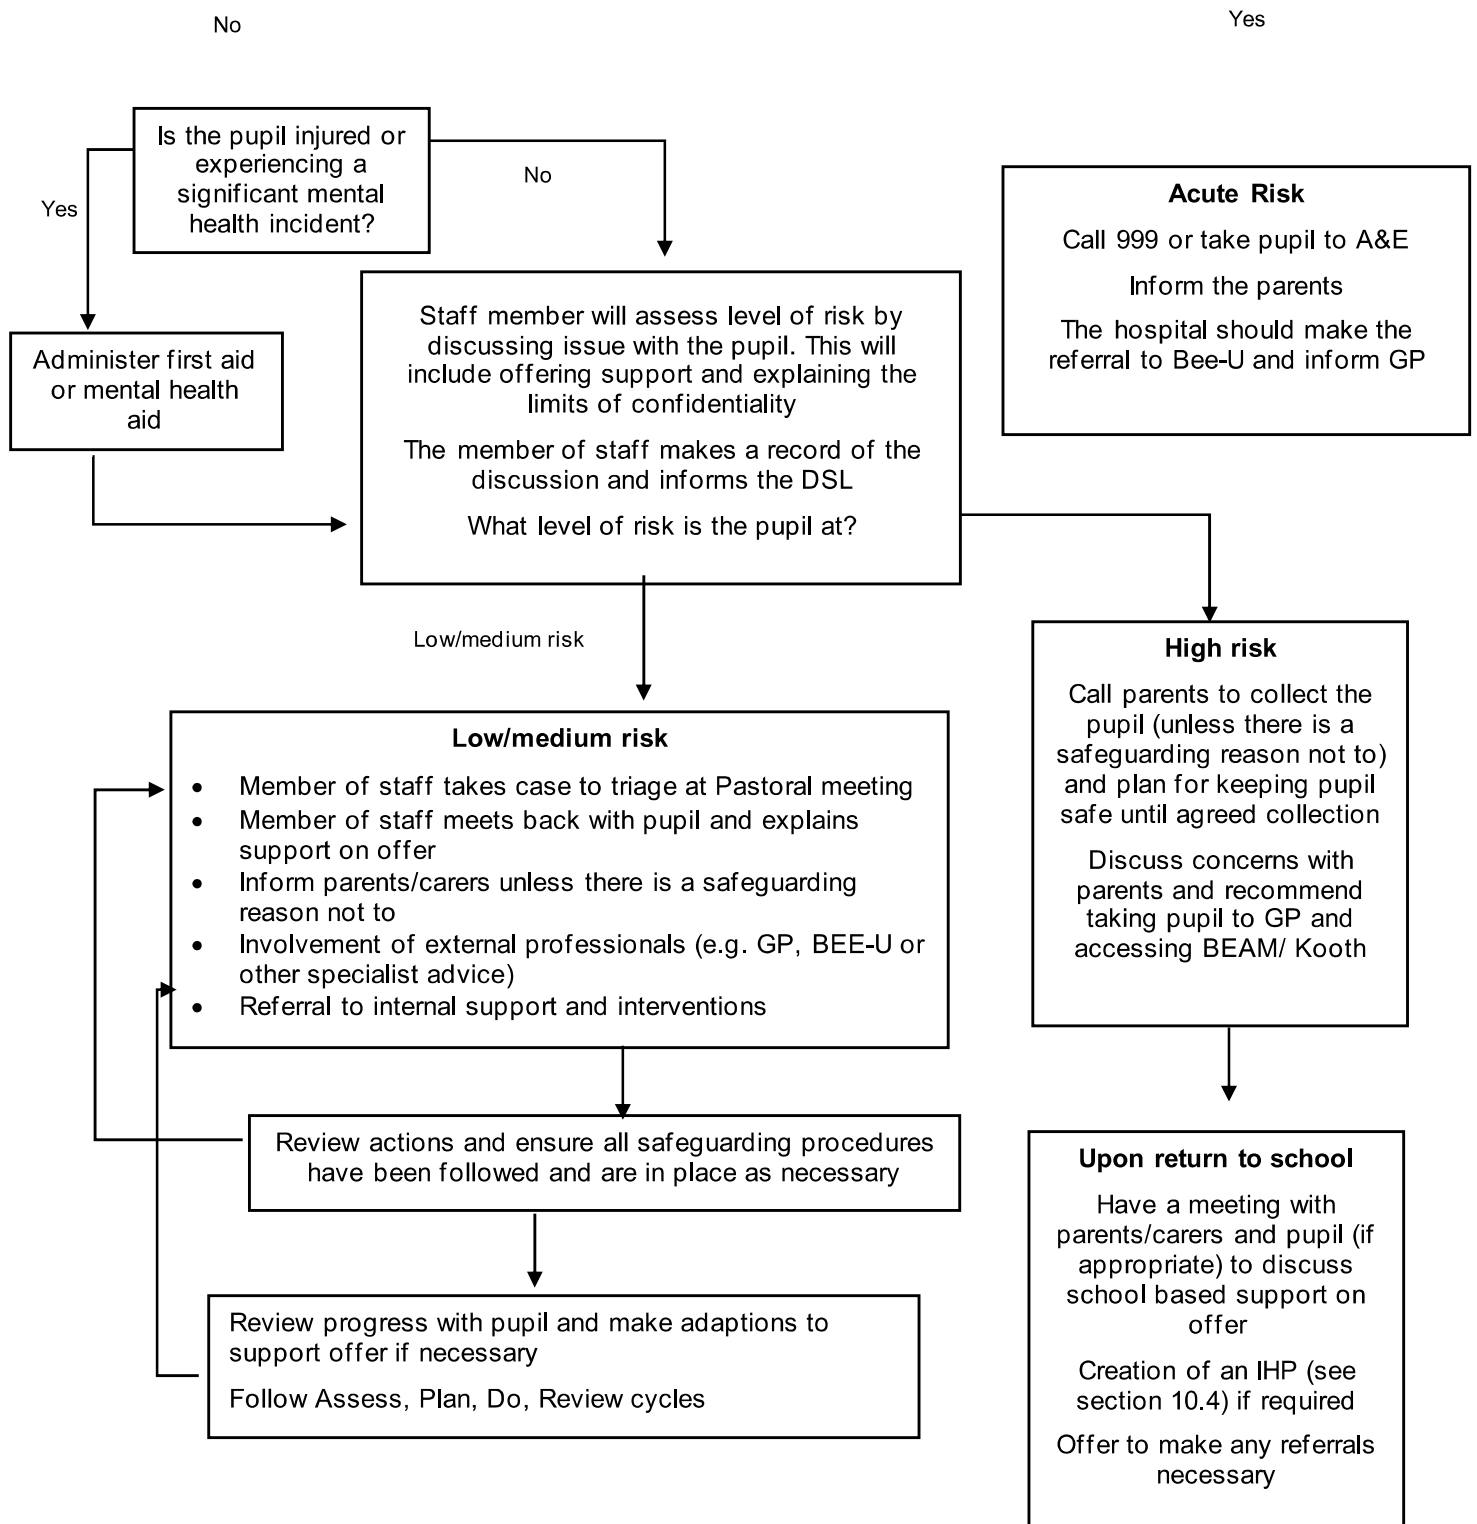 No
Yes
Is the pupil injured or
experiencing a
significant mental
health incident?
Yes
No
Acute Risk
Call 999 or take pupil to A&E
Inform the parents
The hospital should make the
referral to Bee-U and inform GP
Administer first aid
or mental health
aid
Staff member will assess level of risk by
discussing issue with the pupil. This will
include offering support and explaining the
limits of confidentiality
The member of staff makes a record of the
discussion and informs the DSL
What level of risk is the pupil at?
Low/medium risk
High risk
Call parents to collect the
pupil (unless there is a
safeguarding reason not to)
and plan for keeping pupil
safe until agreed collection
Discuss concerns with
parents and recommend
taking pupil to GP and
accessing BEAM/ Kooth
Low/medium risk
• Member of staff takes case to triage at Pastoral meeting
• Member of staff meets back with pupil and explains
support on offer
• Inform parents/carers unless there is a safeguarding
reason not to
• Involvement of external professionals (e.g. GP, BEE-U or
other specialist advice)
• Referral to internal support and interventions
Review actions and ensure all safeguarding procedures
have been followed and are in place as necessary
Review progress with pupil and make adaptions to
support offer if necessary
Follow Assess, Plan, Do, Review cycles
Upon return to school
Have a meeting with
parents/carers and pupil (if
appropriate) to discuss
school based support on
offer
Creation of an IHP (see
section 10.4) if required
Offer to make any referrals
necessary